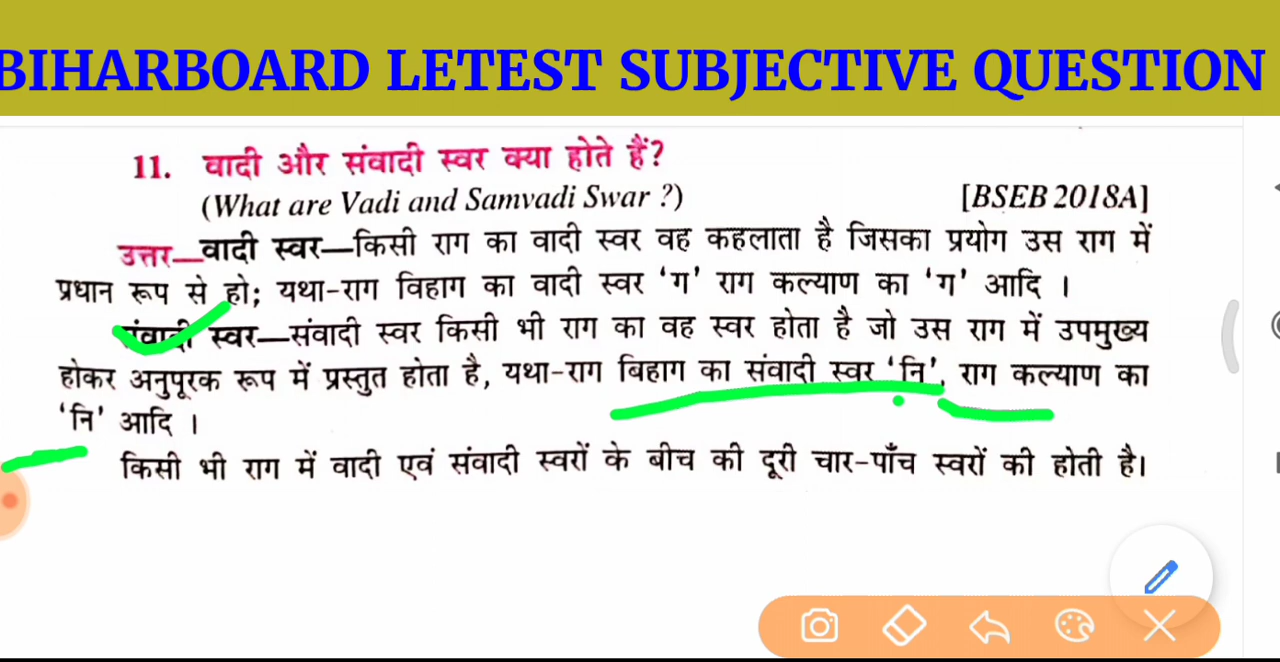 BIHARBOARD LETEST SUBJECTIVE QUESTION
11. वादी और संवादी स्वर क्या होते हैं?
(What are Vadi and Samvadi Swar ?) [BSEB 2018A]
उत्तर—वादी स्वर—किसी राग का वादी स्वर वह कहलाता है जिसका प्रयोग उस राग में
प्रधान रूप से हो; यथा-राग विहाग का वादी स्वर ‘ग’ राग कल्याण का ‘ग’ आदि ।
संवादी स्वर—संवादी स्वर किसी भी राग का वह स्वर होता है जो उस राग में उपमुख्य
होकर अनुपूरक रूप में प्रस्तुत होता है, यथा-राग बिहाग का संवादी स्वर ‘नि’, राग कल्याण का
‘नि’ आदि ।
किसी भी राग में वादी एवं संवादी स्वरों के बीच की दूरी चार-पाँच स्वरों की होती है।